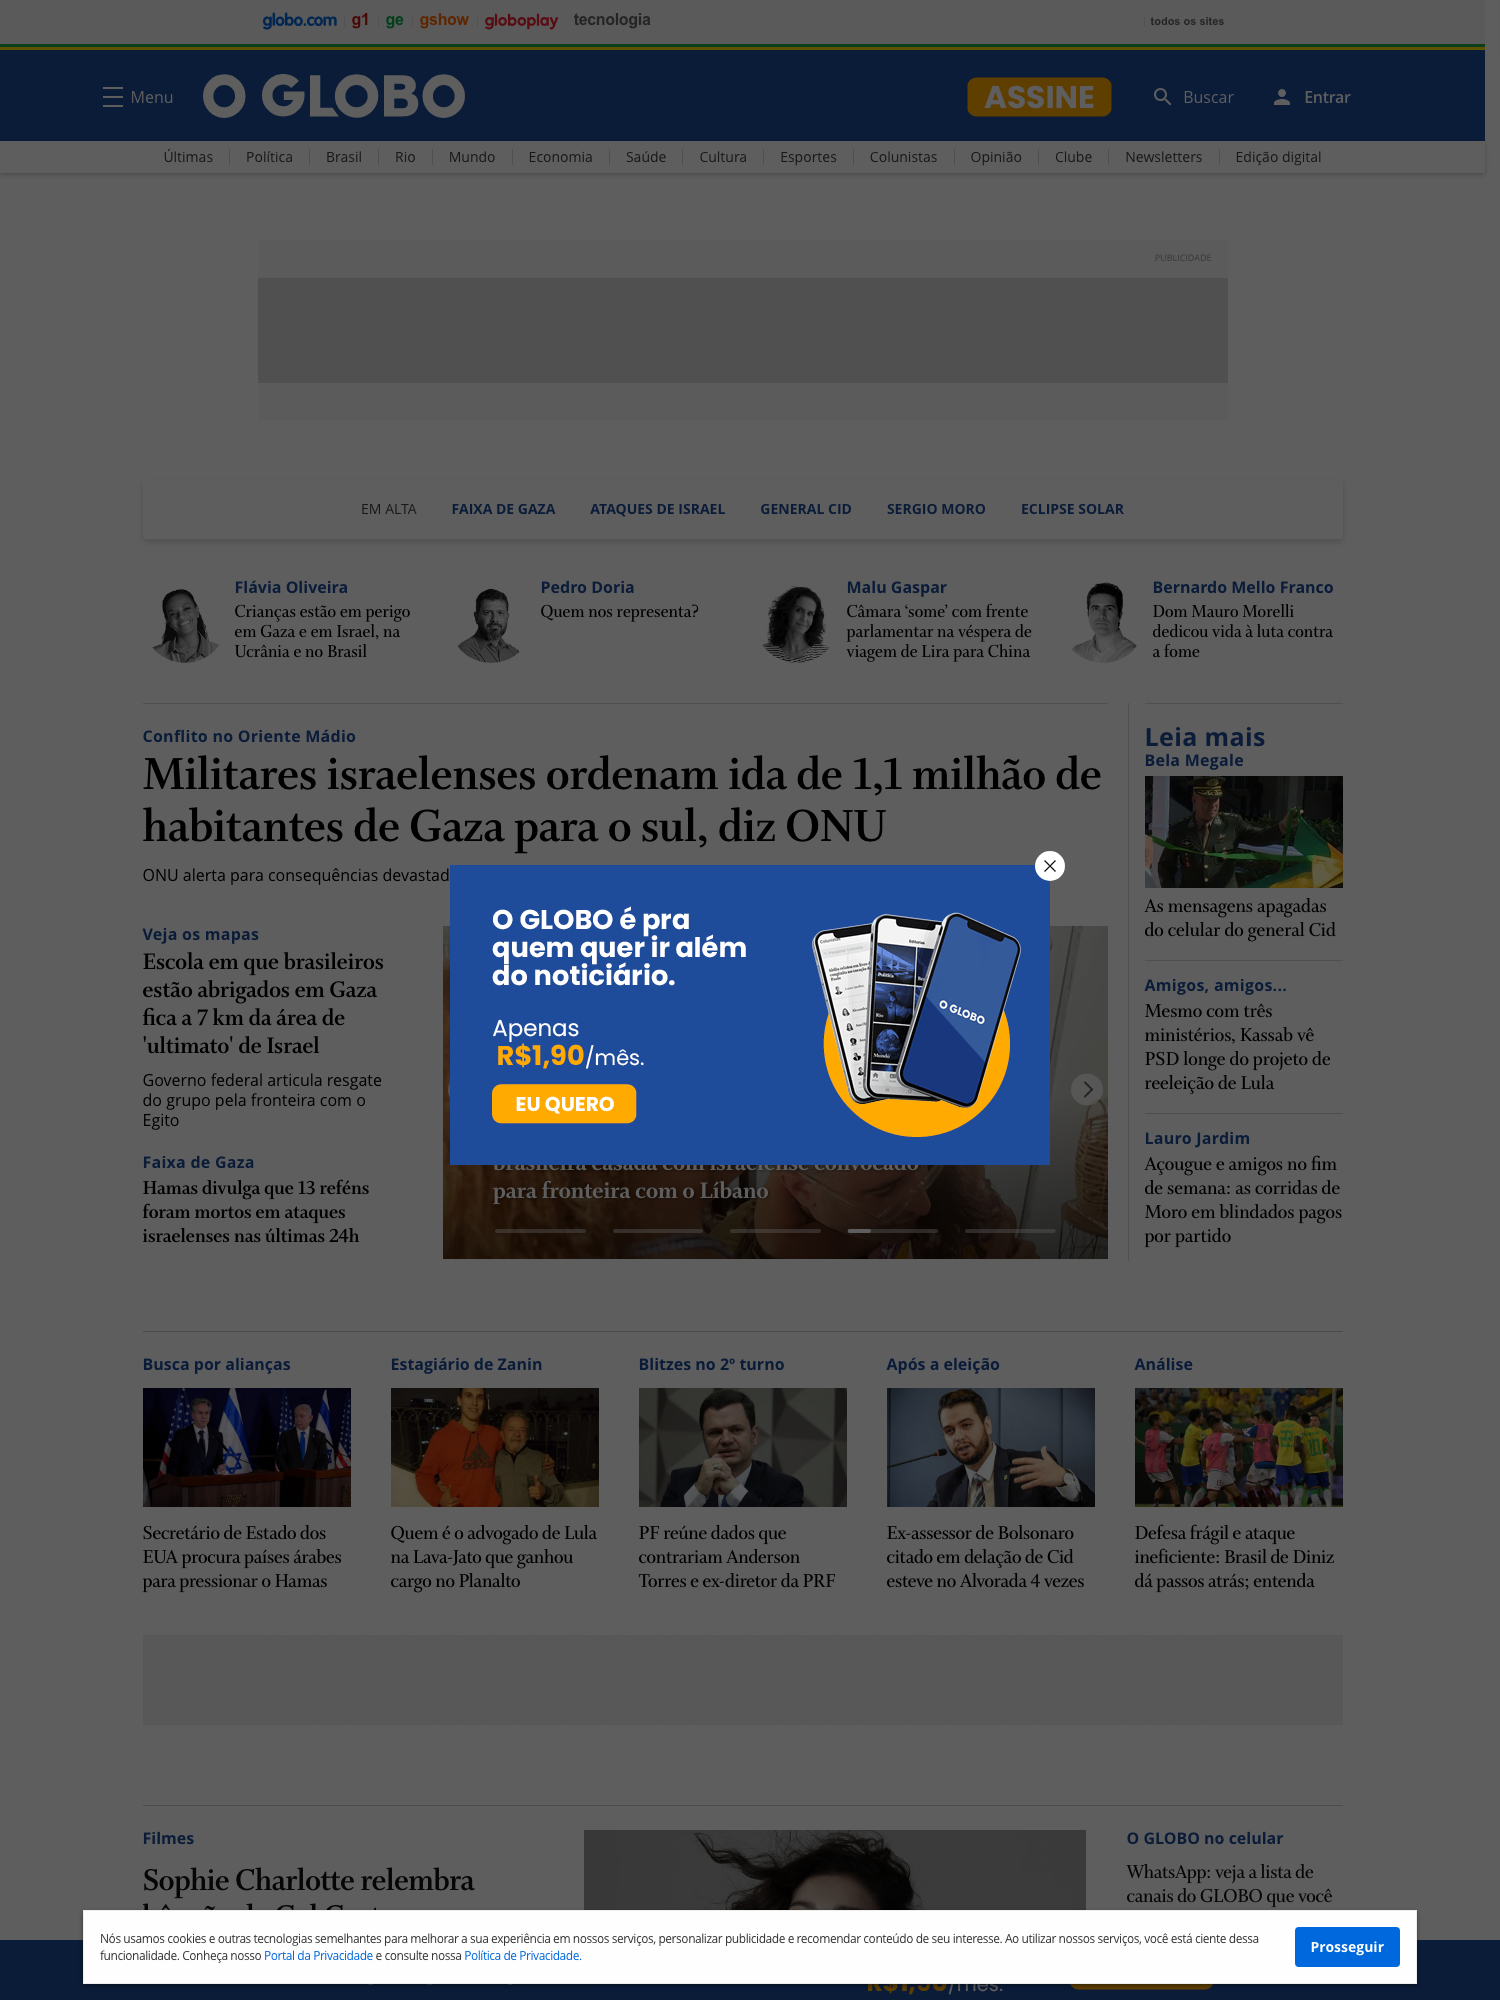 globo.com g1 ge gshow globoplay tecnologia todos os sites
Menu O GLOBO ASSINE Buscar Entrar
Últimas Política Brasil Rio Mundo Economia Saúde Cultura Esportes Colunistas Opinião Clube Newsletters Edição digital
PUBLICIDADE
EM ALTA FAIXA DE GAZA ATAQUES DE ISRAEL GENERAL CID SERGIO MORO ECLIPSE SOLAR
Flávia Oliveira
Crianças estão em perigo
em Gaza e em Israel, na
Ucrânia e no Brasil
Pedro Doria
Quem nos representa?
Malu Gaspar
Câmara ‘some’ com frente
parlamentar na véspera de
viagem de Lira para China
Bernardo Mello Franco
Dom Mauro Morelli
dedicou vida à luta contra
a fome
Conflito no Oriente Mádio
Militares israelenses ordenam ida de 1,1 milhão de
habitantes de Gaza para o sul, diz ONU
ONU alerta para consequências devastad
Veja os mapas
Escola em que brasileiros
estão abrigados em Gaza
fica a 7 km da área de
'ultimato' de Israel
Governo federal articula resgate
do grupo pela fronteira com o
Egito
Faixa de Gaza
Hamas divulga que 13 reféns
foram mortos em ataques
israelenses nas últimas 24h
O GLOBO é pra
quem quer ir além
do noticiário.
Apenas
R$1,90/mês.
EU QUERO
O GLOBO
Editorias
Política
Rio
Mundo
brasileira casada com israelense convocado
para fronteira com o Líbano
Leia mais
Bela Megale
As mensagens apagadas
do celular do general Cid
Amigos, amigos...
Mesmo com três
ministérios, Kassab vê
PSD longe do projeto de
reeleição de Lula
Lauro Jardim
Açougue e amigos no fim
de semana: as corridas de
Moro em blindados pagos
por partido
Busca por alianças
Secretário de Estado dos
EUA procura países árabes
para pressionar o Hamas
Estagiário de Zanin
Quem é o advogado de Lula
na Lava-Jato que ganhou
cargo no Planalto
Blitzes no 2º turno
PF reúne dados que
contrariam Anderson
Torres e ex-diretor da PRF
Após a eleição
Ex-assessor de Bolsonaro
citado em delação de Cid
esteve no Alvorada 4 vezes
Análise
Defesa frágil e ataque
ineficiente: Brasil de Diniz
dá passos atrás; entenda
Filmes
Sophie Charlotte relembra
O GLOBO no celular
WhatsApp: veja a lista de
canais do GLOBO que você
Nós usamos cookies e outras tecnologias semelhantes para melhorar a sua experiência em nossos serviços, personalizar publicidade e recomendar conteúdo de seu interesse. Ao utilizar nossos serviços, você está ciente dessa
funcionalidade. Conheça nosso Portal da Privacidade e consulte nossa Política de Privacidade.
Prosseguir
R$1,90/mês.